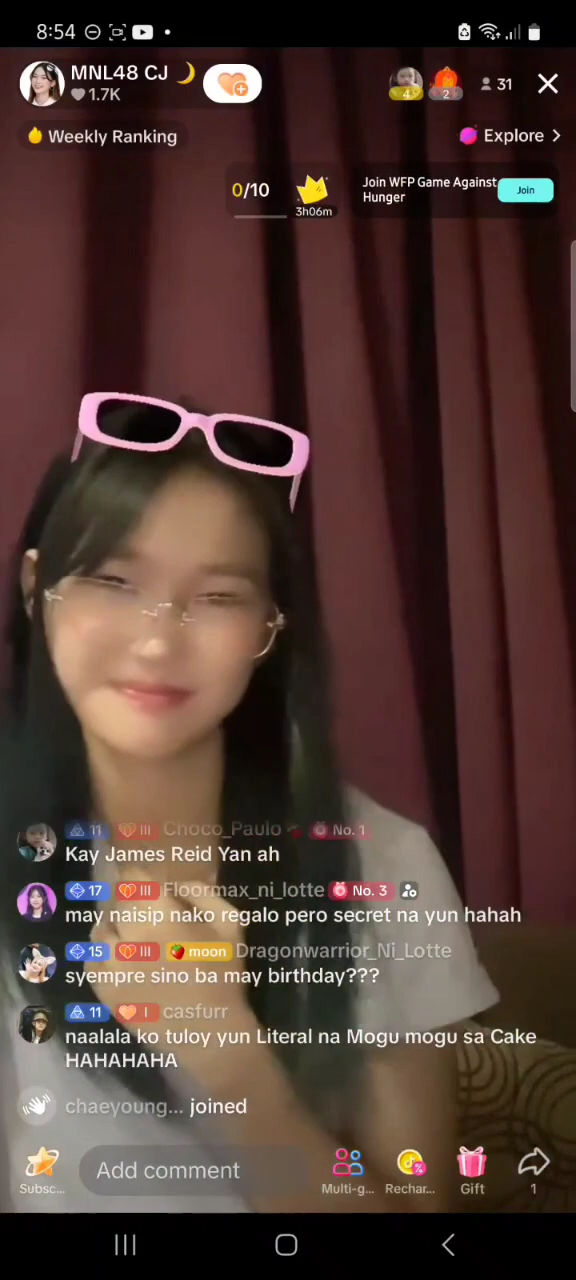 8:54
MNL48 CJ 🌙
1.7K
4
2
31
Weekly Ranking
Explore >
0/10
3h06m
Join WFP Game Against
Hunger
Join
11 III Choco_Paulo No. 1
Kay James Reid Yan ah
17 III Floormax_ni_lotte No. 3
may naisip nako regalo pero secret na yun hahah
15 III moon Dragonwarrior_Ni_Lotte
syempre sino ba may birthday???
11 I casfurr
naalala ko tuloy yun Literal na Mogu mogu sa Cake
HAHAHAHA
chaeyoung... joined
Add comment
Subsc...
Multi-g...
Rechar...
Gift
1